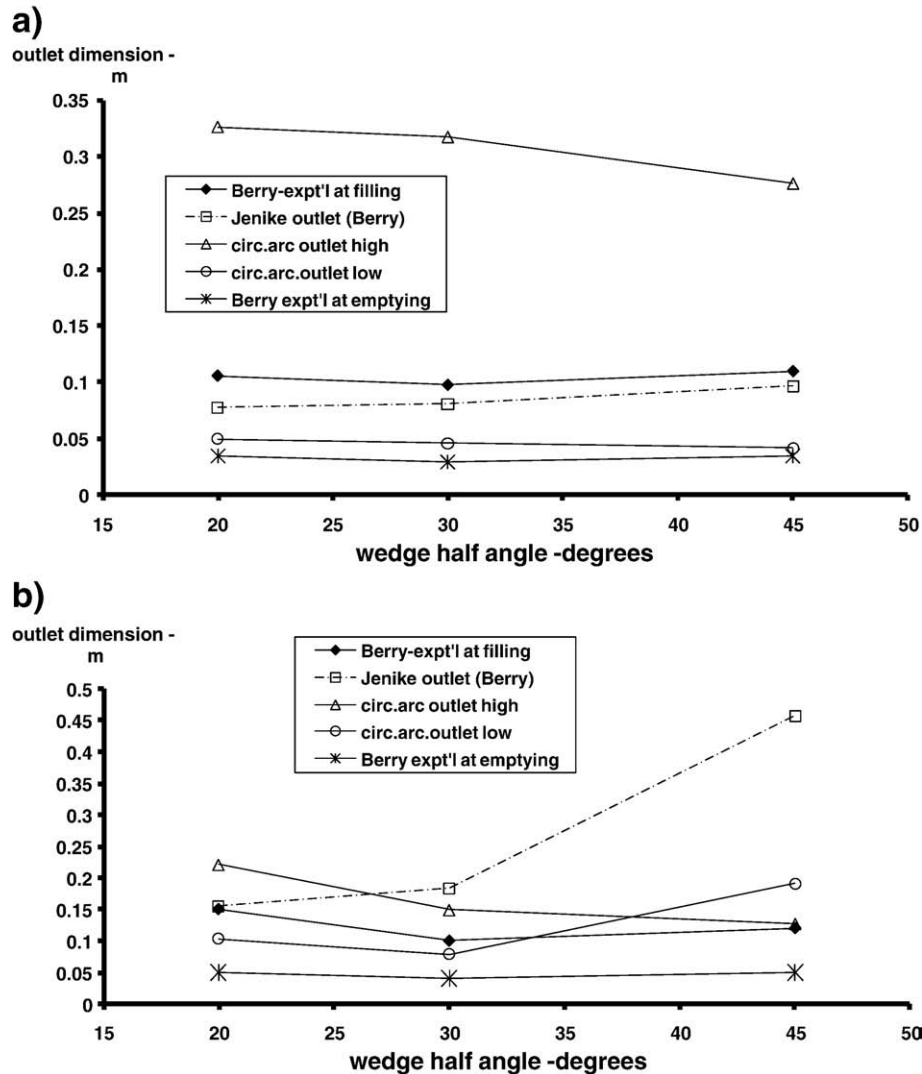 a)
outlet dimension -
m
0.35
0.3
0.25
0.2
0.15
0.1
0.05
0
Berry-expt'l at filling
Jenike outlet (Berry)
circ.arc outlet high
circ.arc.outlet low
Berry expt'l at emptying
15 20 30 35 40 45 50
wedge half angle -degrees
b)
outlet dimension -
m
0.5
0.45
0.4
0.35
0.3
0.25
0.2
0.15
0.1
0.05
0
Berry-expt'l at filling
Jenike outlet (Berry)
circ.arc outlet high
circ.arc.outlet low
Berry expt'l at emptying
15 20 30 35 40 45 50
wedge half angle -degrees